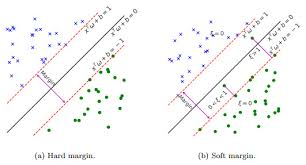 x'ω + b = 1
x'ω + b = 0
x'ω + b = −1
Margin
(a) Hard margin.
x'ω + b = 1
x'ω + b = 0
x'ω + b = −1
ξ=0
ξ>1
Margin
0<ξ<1
ξ=0
(b) Soft margin.